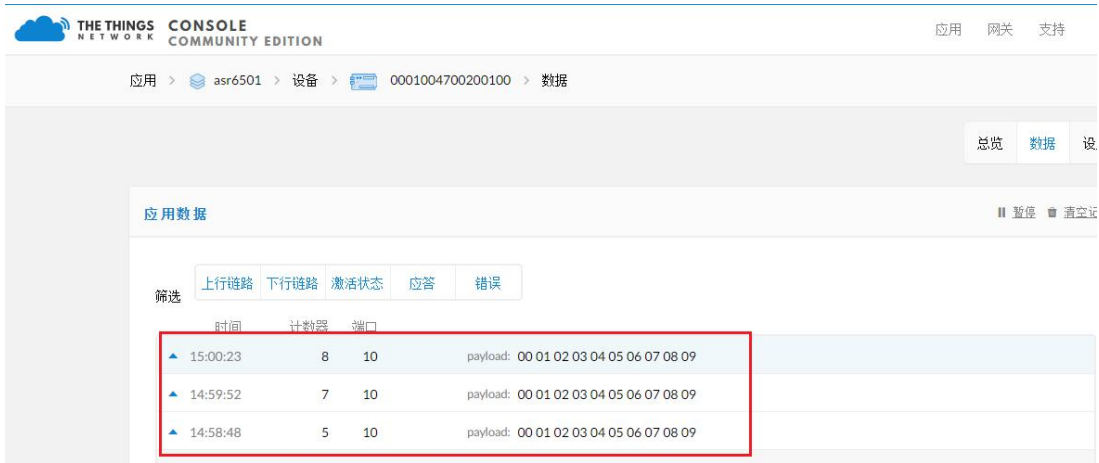 THE THINGS CONSOLE
NETWORK COMMUNITY EDITION
应用 网关 支持
应用 > asr6501 > 设备 > 0001004700200100 > 数据
总览 数据
应用数据
暂停 清空记
筛选 上行链路 下行链路 激活状态 应答 错误
时间 计数器 端口
15:00:23 8 10 payload: 00 01 02 03 04 05 06 07 08 09
14:59:52 7 10 payload: 00 01 02 03 04 05 06 07 08 09
14:58:48 5 10 payload: 00 01 02 03 04 05 06 07 08 09